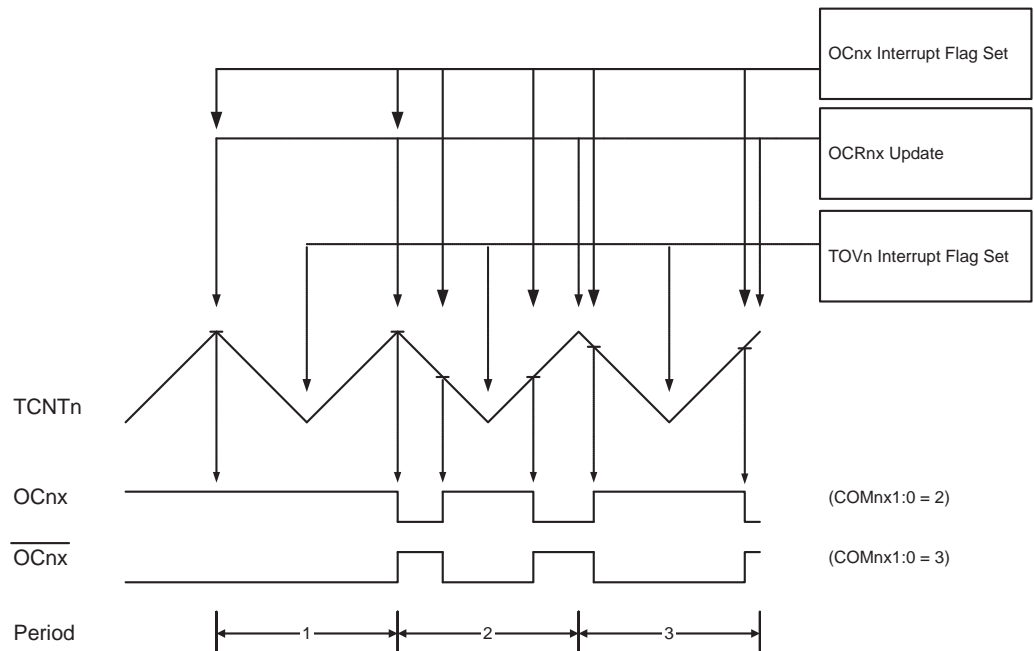 OCnx Interrupt Flag Set
OCRnx Update
TOVn Interrupt Flag Set
TCNTn
OCnx
(COMnx1:0 = 2)
OCnx
(COMnx1:0 = 3)
Period
1
2
3